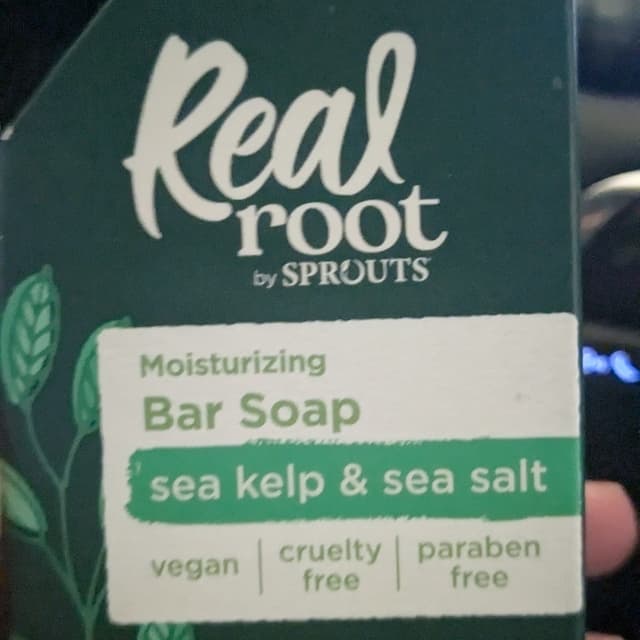 Real
root
by SPROUTS
Moisturizing
Bar Soap
sea kelp & sea salt
vegan | cruelty free | paraben free